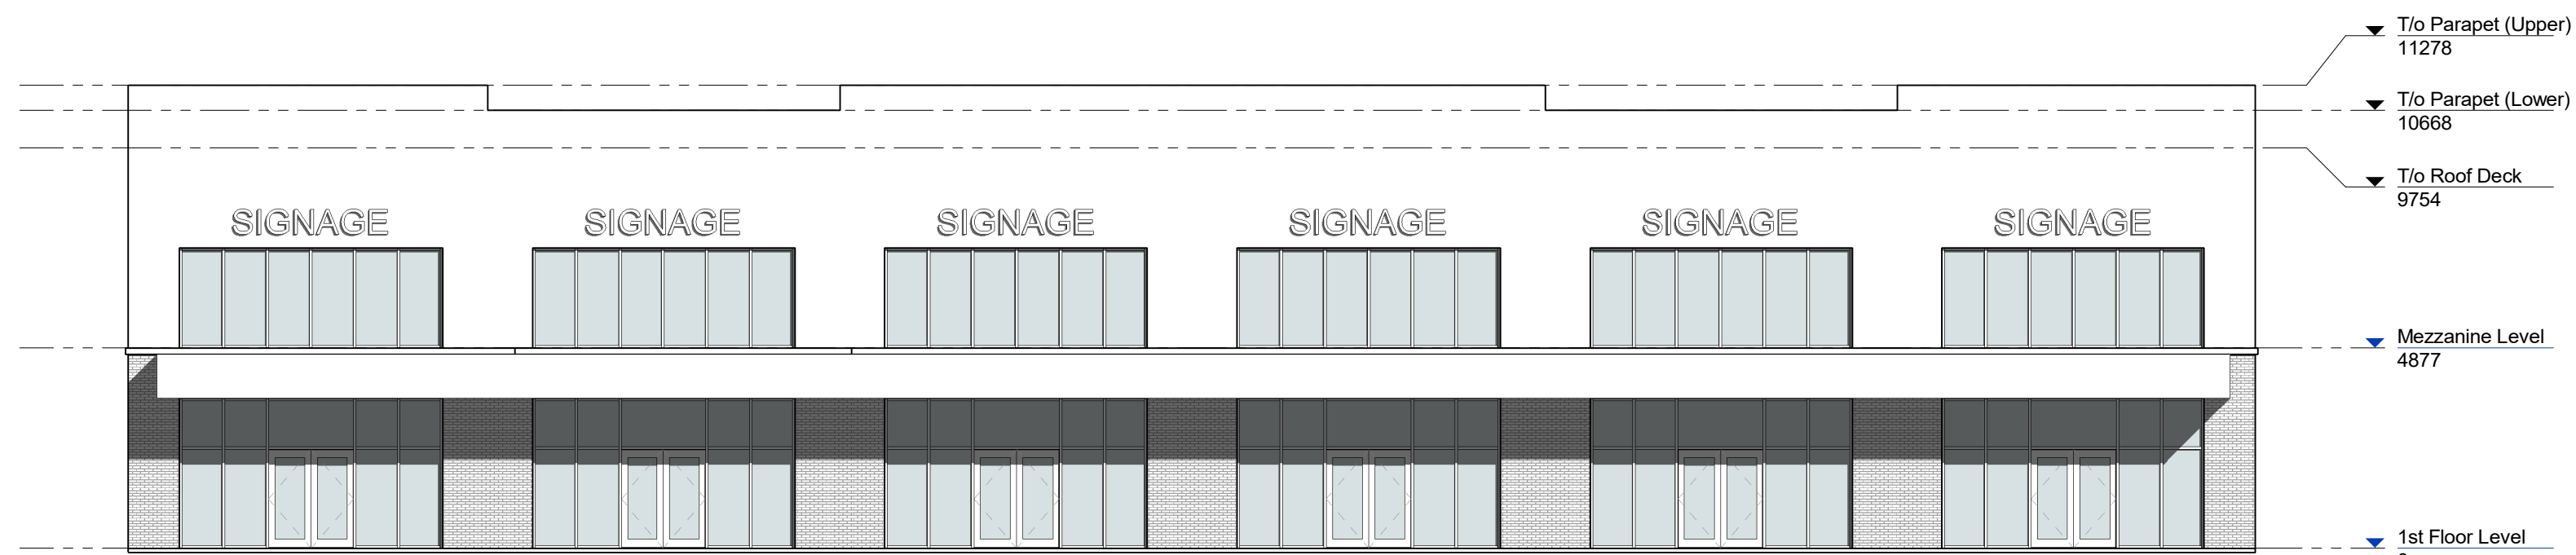 T/o Parapet (Upper)
11278
T/o Parapet (Lower)
10668
T/o Roof Deck
9754
SIGNAGE SIGNAGE SIGNAGE SIGNAGE SIGNAGE SIGNAGE
Mezzanine Level
4877
1st Floor Level